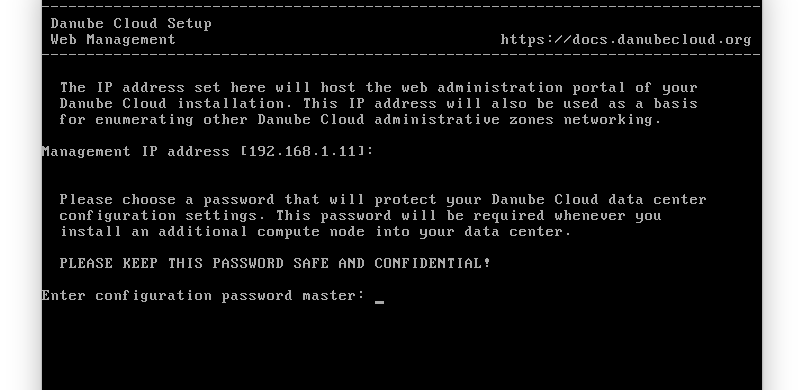 Danube Cloud Setup
Web Management https://docs.danubecloud.org
The IP address set here will host the web administration portal of your
Danube Cloud installation. This IP address will also be used as a basis
for enumerating other Danube Cloud administrative zones networking.
Management IP address [192.168.1.11]:
Please choose a password that will protect your Danube Cloud data center
configuration settings. This password will be required whenever you
install an additional compute node into your data center.
PLEASE KEEP THIS PASSWORD SAFE AND CONFIDENTIAL!
Enter configuration password master: _